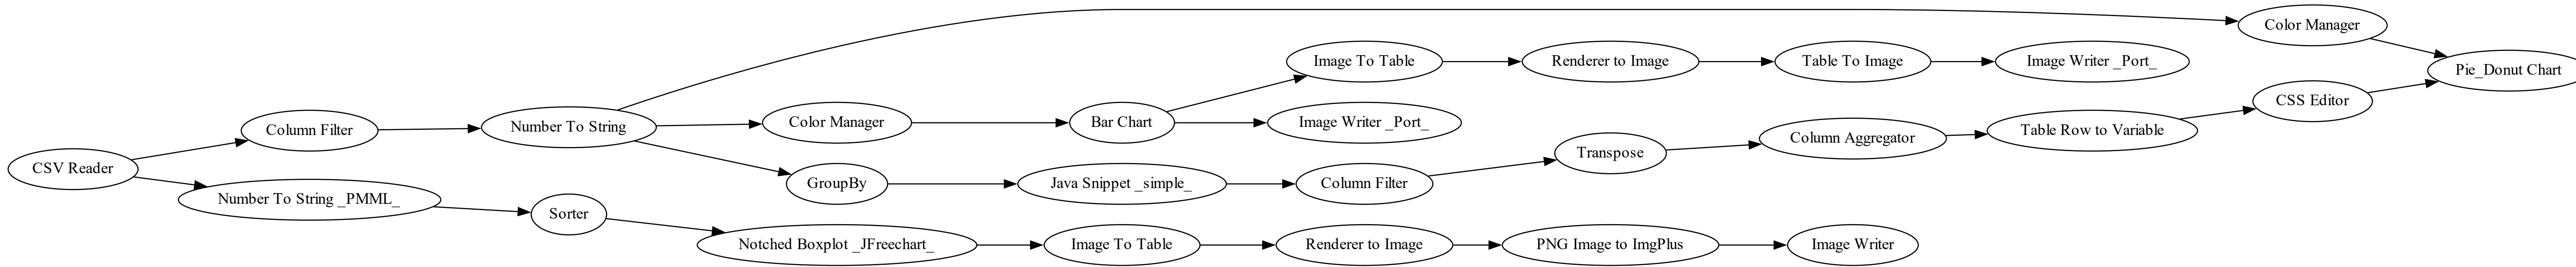 CSV Reader
Column Filter
Number To String _PMML_
Number To String
Sorter
Color Manager
GroupBy
Notched Boxplot _JFreechart_
Bar Chart
Java Snippet _simple_
Image To Table
Image To Table
Image Writer _Port_
Column Filter
Renderer to Image
Renderer to Image
Transpose
PNG Image to ImgPlus
Table To Image
Column Aggregator
Image Writer
Image Writer _Port_
Table Row to Variable
Color Manager
CSS Editor
Pie_Donut Chart